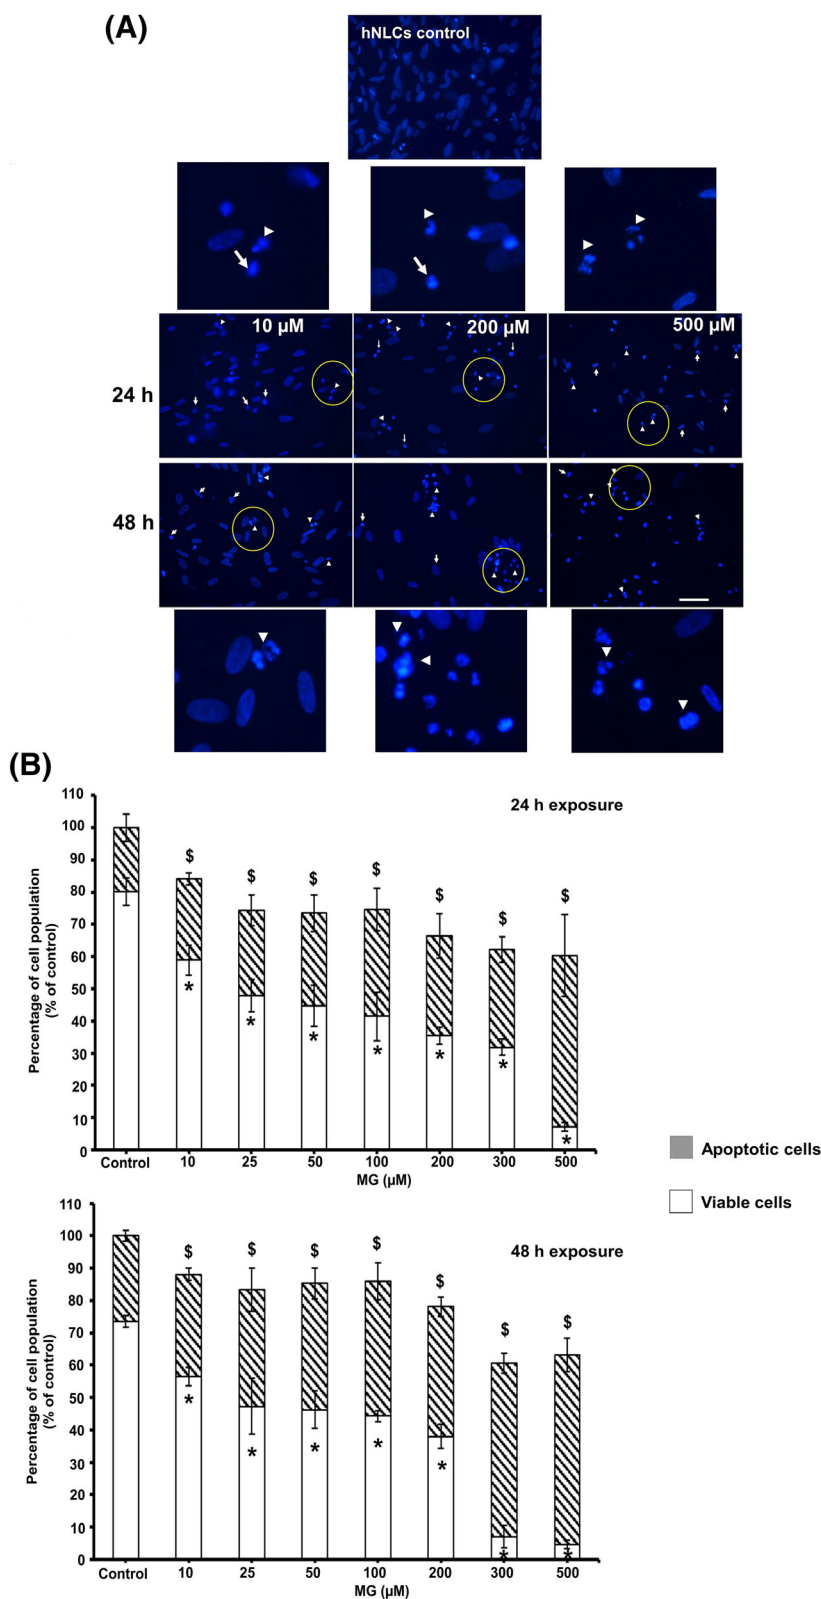 (A)
hNLCs control
10 µM
200 µM
500 µM
24 h
48 h
(B)
24 h exposure
Percentage of cell population
(% of control)
110
100
90
80
70
60
50
40
30
20
10
0
$ $ $ $ $ $ $
* * * * * * *
Control 10 25 50 100 200 300 500
MG (µM)
Apoptotic cells
Viable cells
48 h exposure
Percentage of cell population
(% of control)
110
100
90
80
70
60
50
40
30
20
10
0
$ $ $ $ $ $ $
* * * * * * *
Control 10 25 50 100 200 300 500
MG (µM)